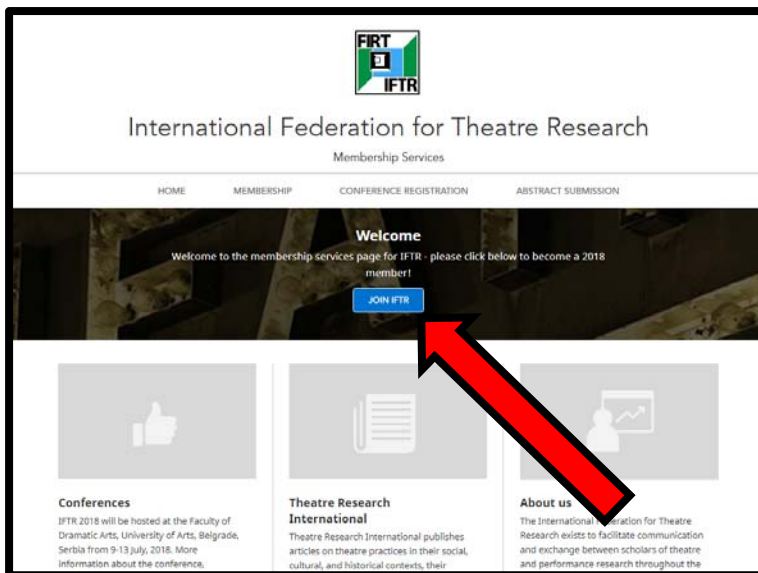 FIRT
IFTR
International Federation for Theatre Research
Membership Services
HOME MEMBERSHIP CONFERENCE REGISTRATION ABSTRACT SUBMISSION
Welcome
Welcome to the membership services page for IFTR - please click below to become a 2018
member!
JOIN IFTR
Conferences
IFTR 2018 will be hosted at the Faculty of
Dramatic Arts, University of Arts, Belgrade,
Serbia from 9-13 July, 2018. More
information about the conference,
Theatre Research
International
Theatre Research International publishes
articles on theatre practices in their social,
cultural, and historical contexts, their
About us
The International Federation for Theatre
Research exists to facilitate communication
and exchange between scholars of theatre
and performance research throughout the